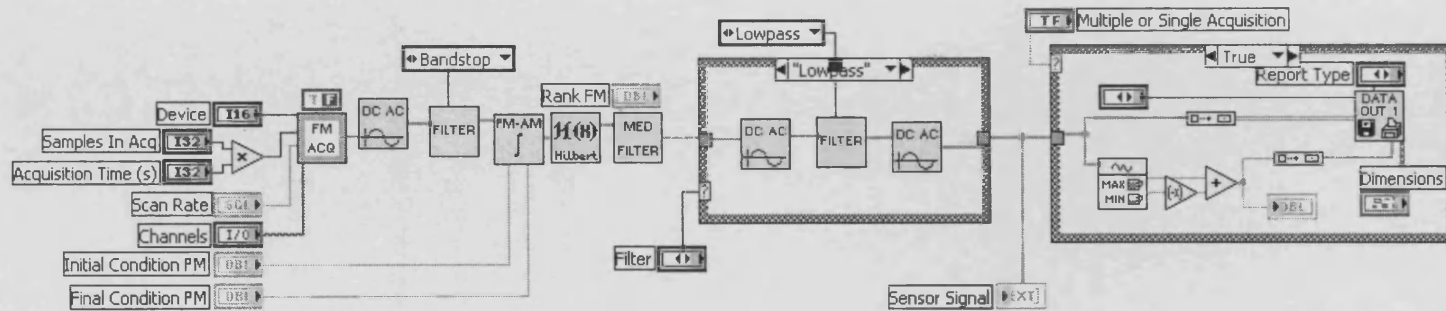 Device
I16
Samples In Acq
I32
Acquisition Time (s)
I32
×
Scan Rate
SGL
Channels
I/O
Initial Condition PM
DBL
Final Condition PM
DBL
T F
FM
ACQ
DC AC
Bandstop
FILTER
FM-AM
∫
Rank FM
DBL
H(x)
Hilbert
MED
FILTER
Lowpass
"Lowpass"
DC AC
FILTER
DC AC
?
Filter
Sensor Signal
EXT]
TF
Multiple or Single Acquisition
?
True
Report Type
DATA
OUT 1
MAX
MIN
+
DBL
Dimensions